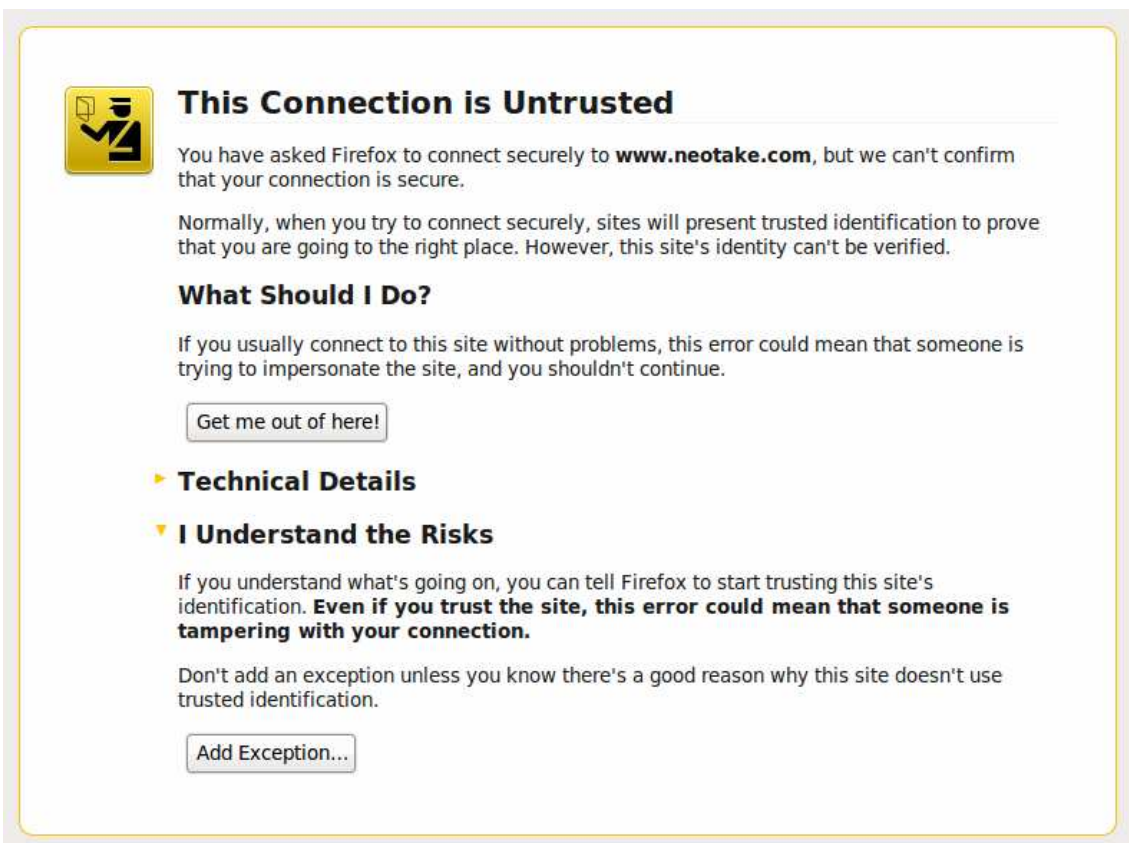 This Connection is Untrusted
You have asked Firefox to connect securely to www.neotake.com, but we can't confirm
that your connection is secure.
Normally, when you try to connect securely, sites will present trusted identification to prove
that you are going to the right place. However, this site's identity can't be verified.
What Should I Do?
If you usually connect to this site without problems, this error could mean that someone is
trying to impersonate the site, and you shouldn't continue.
Get me out of here!
Technical Details
I Understand the Risks
If you understand what's going on, you can tell Firefox to start trusting this site's
identification. Even if you trust the site, this error could mean that someone is
tampering with your connection.
Don't add an exception unless you know there's a good reason why this site doesn't use
trusted identification.
Add Exception...